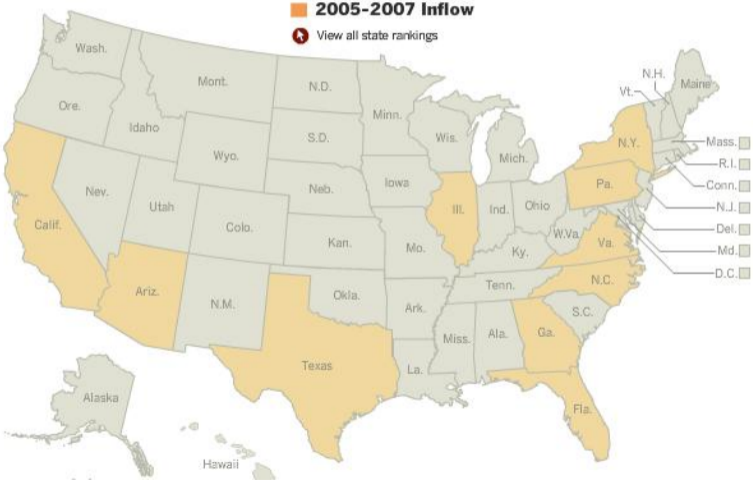 2005-2007 Inflow
View all state rankings
Wash.
Mont.
N.D.
Minn.
N.H.
Vt.
Maine
Ore.
Idaho
S.D.
Wis.
Mich.
N.Y.
Mass.
R.I.
Wyo.
Neb.
Iowa
Pa.
Conn.
Nev.
Utah
Colo.
Ill.
Ind.
Ohio
N.J.
Calif.
Kan.
Mo.
Ky.
W.Va.
Va.
Del.
Md.
Ariz.
N.M.
Okla.
Ark.
Tenn.
N.C.
D.C.
Texas
La.
Miss.
Ala.
Ga.
S.C.
Fla.
Alaska
Hawaii